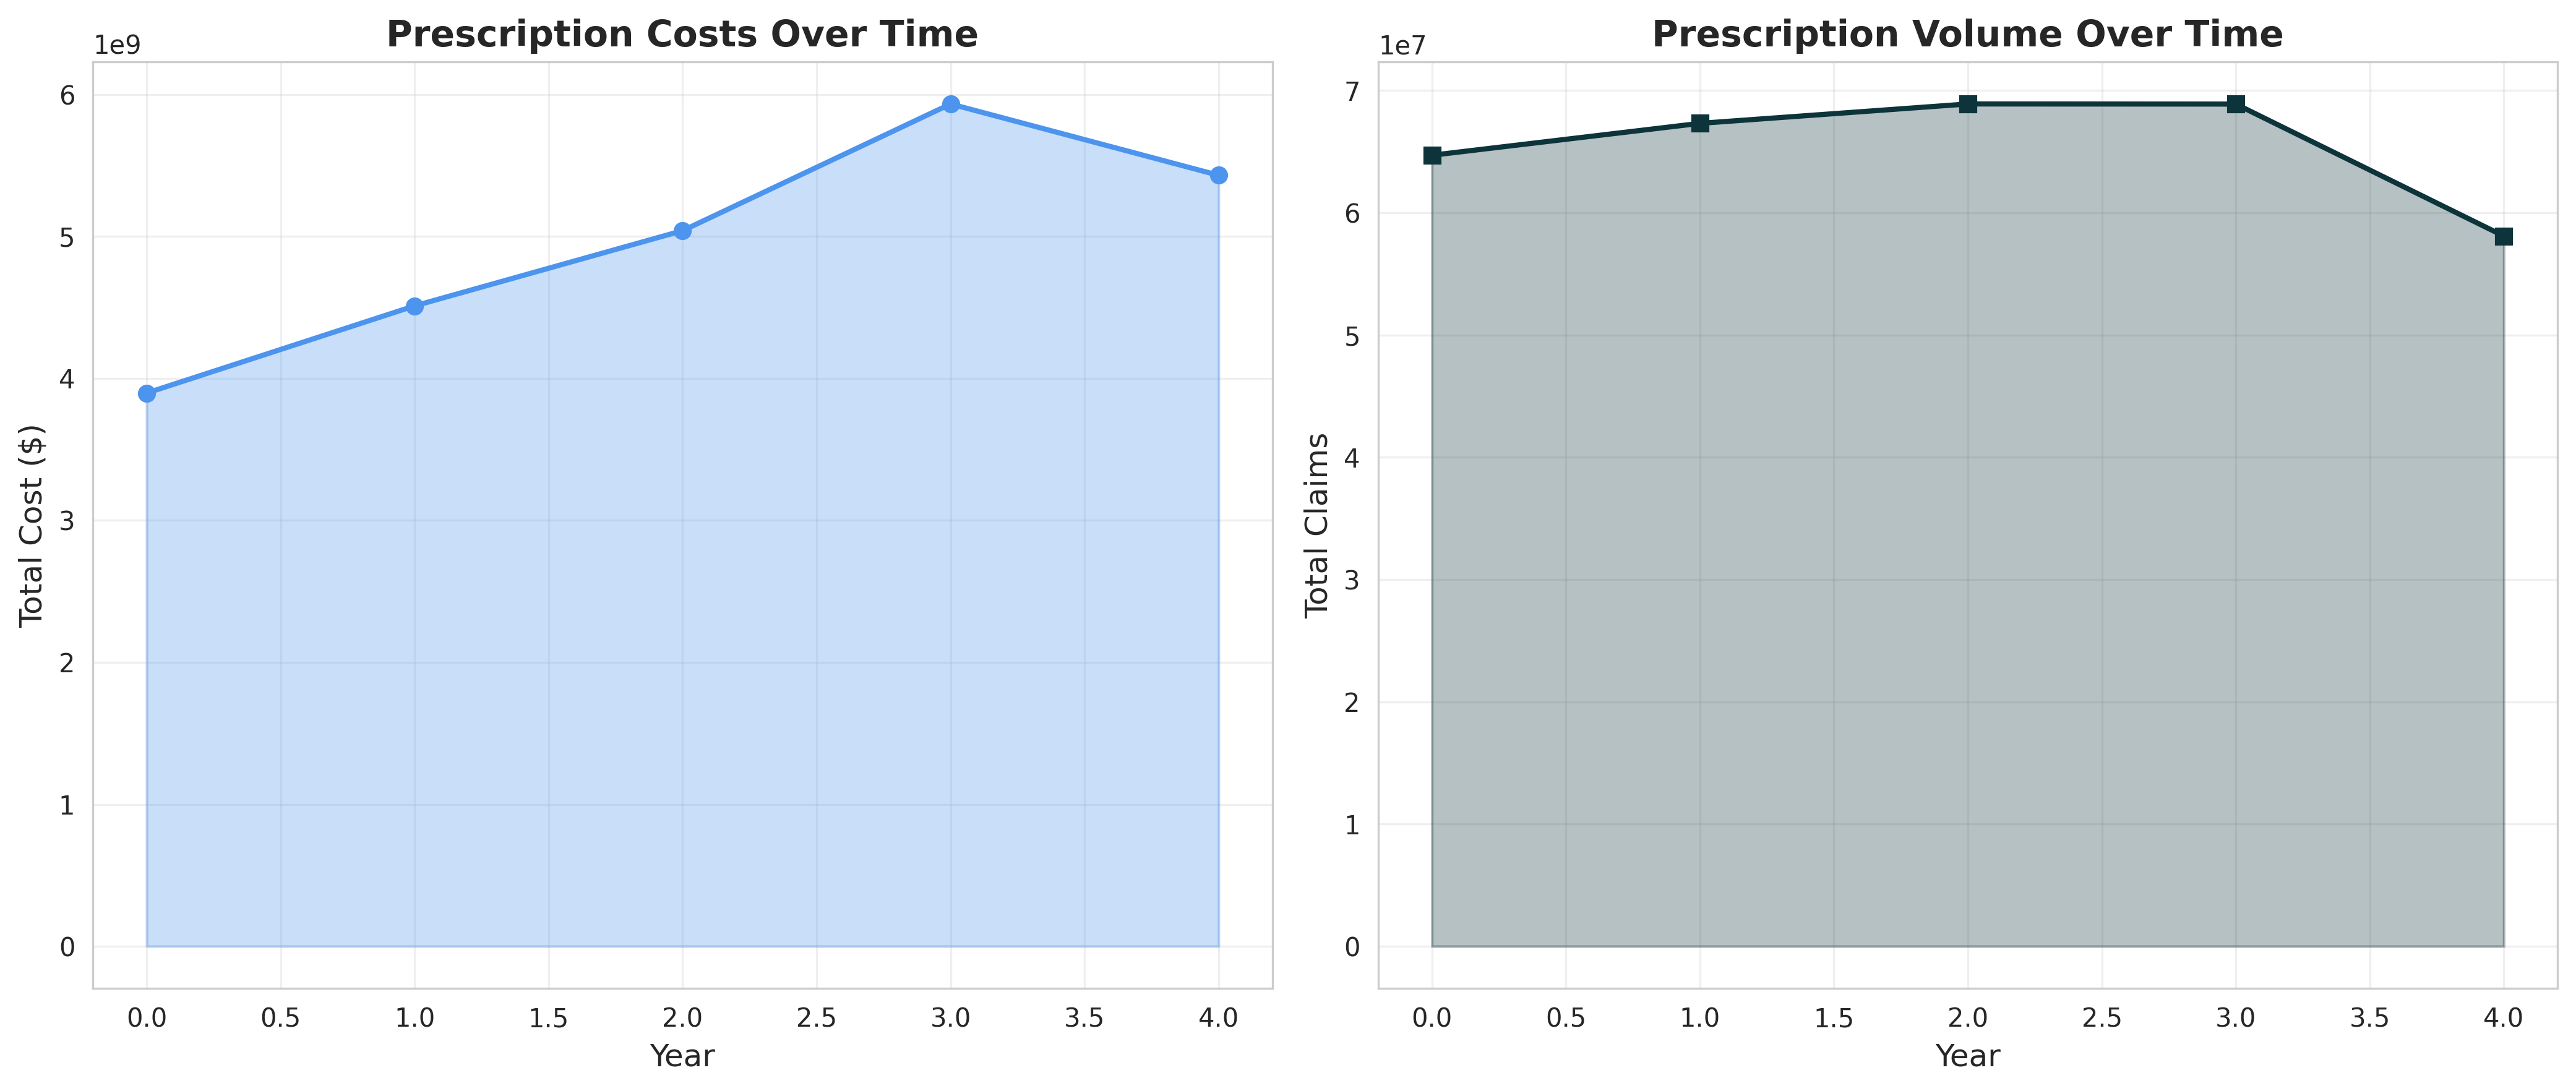 Prescription Costs Over Time
1e9
6
5
4
3
2
1
0
Total Cost ($)
0.0 0.5 1.0 1.5 2.0 2.5 3.0 3.5 4.0
Year
Prescription Volume Over Time
1e7
7
6
5
4
3
2
1
0
Total Claims
0.0 0.5 1.0 1.5 2.0 2.5 3.0 3.5 4.0
Year